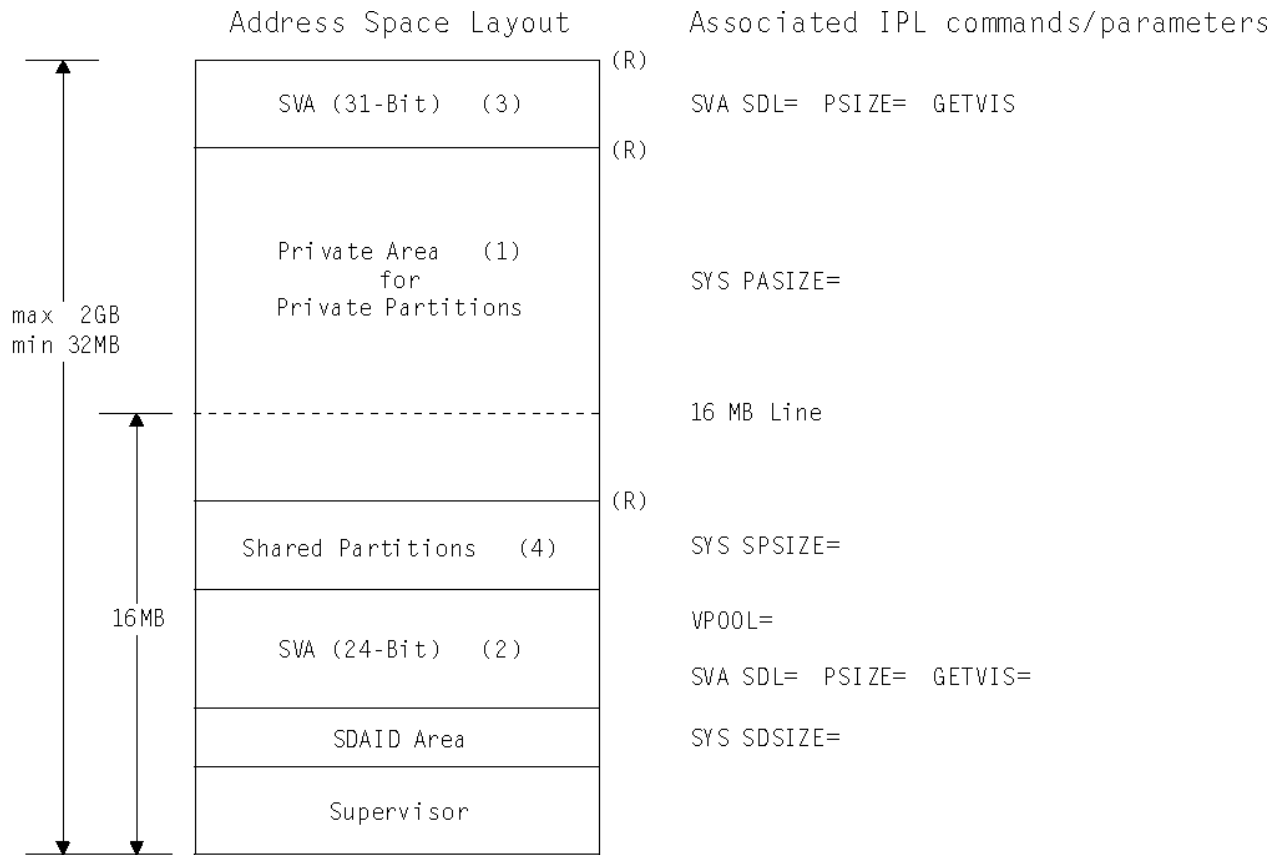 Address Space Layout Associated IPL commands/parameters
(R)
SVA (31-Bit) (3) SVA SDL= PSIZE= GETVIS
(R)
Private Area (1)
for
Private Partitions
SYS PASIZE=
max 2GB
min 32MB
16 MB Line
(R)
Shared Partitions (4) SYS SPSIZE=
16MB
VPOOL=
SVA (24-Bit) (2)
SVA SDL= PSIZE= GETVIS=
SDAID Area SYS SDSIZE=
Supervisor